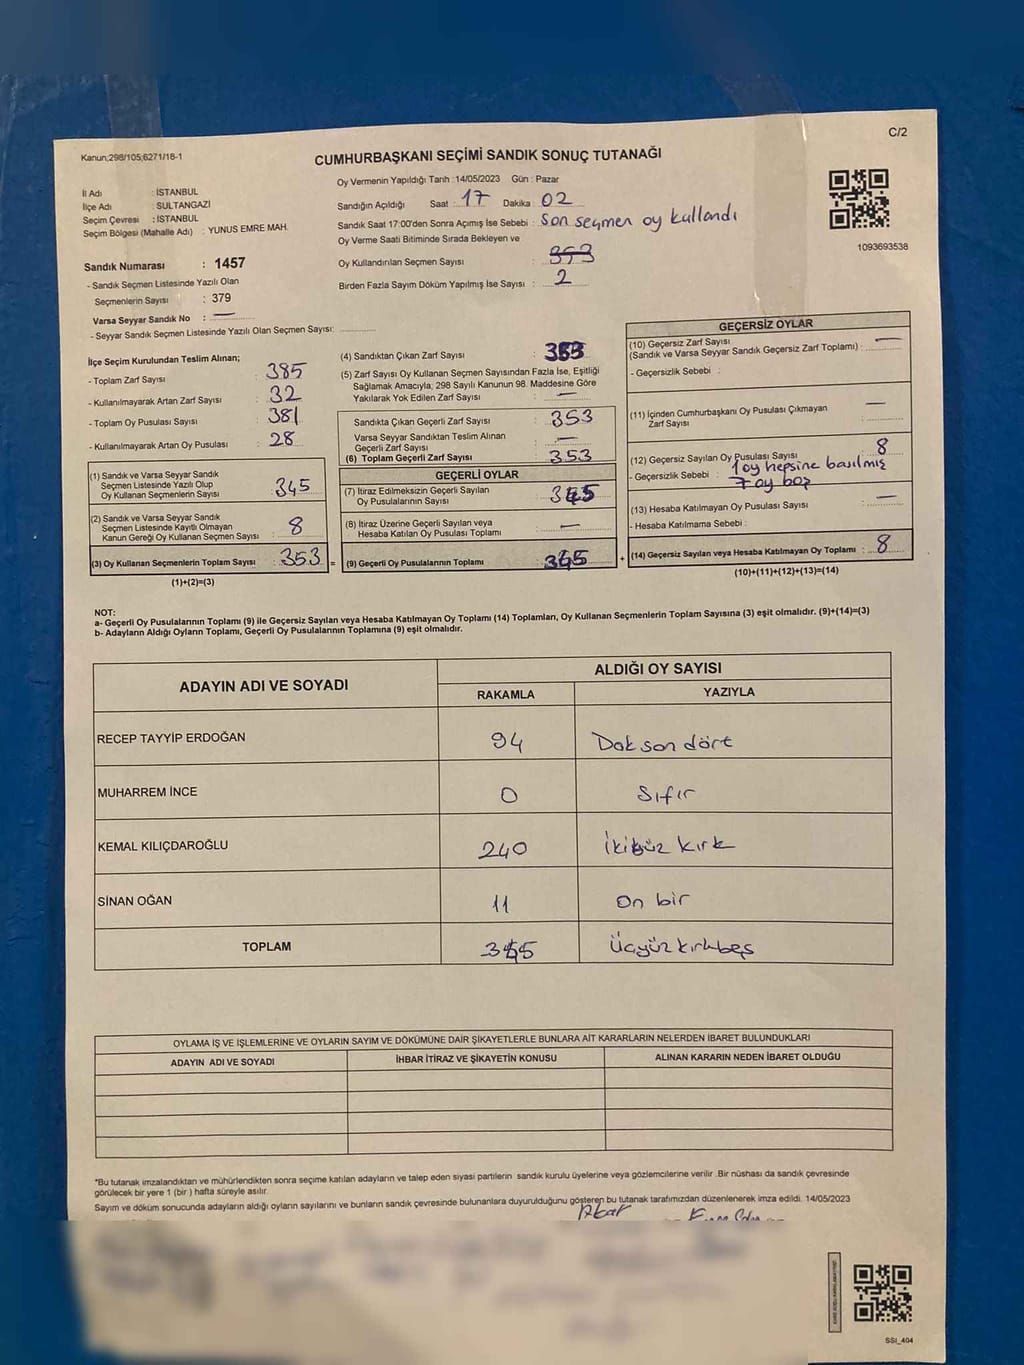 C/2
Kanun;298/105;6271/18-1
CUMHURBAŞKANI SEÇİMİ SANDIK SONUÇ TUTANAĞI
İl Adı : İSTANBUL
İlçe Adı : SULTANGAZİ
Seçim Çevresi : İSTANBUL
Seçim Bölgesi (Mahalle Adı) : YUNUS EMRE MAH.
Oy Vermenin Yapıldığı Tarih :14/05/2023 Gün : Pazar
Sandığın Açıldığı Saat : 17 Dakika : 02
Sandık Saat 17:00'den Sonra Açımış İse Sebebi : Son seçmen oy kullandı
Oy Verme Saati Bitiminde Sırada Bekleyen ve
Oy Kullandırılan Seçmen Sayısı : 353
Birden Fazla Sayım Döküm Yapılmış İse Sayısı : 2
1093693538
Sandık Numarası : 1457
- Sandık Seçmen Listesinde Yazılı Olan
Seçmenlerin Sayısı : 379
Varsa Seyyar Sandık No : —
- Seyyar Sandık Seçmen Listesinde Yazılı Olan Seçmen Sayısı:
İlçe Seçim Kurulundan Teslim Alınan;
- Toplam Zarf Sayısı : 385
- Kullanılmayarak Artan Zarf Sayısı : 32
- Toplam Oy Pusulası Sayısı : 381
- Kullanılmayarak Artan Oy Pusulası : 28
(1) Sandık ve Varsa Seyyar Sandık
Seçmen Listesinde Yazılı Olup
Oy Kullanan Seçmenlerin Sayısı : 345
(2) Sandık ve Varsa Seyyar Sandık
Seçmen Listesinde Kayıtlı Olmayan
Kanun Gereği Oy Kullanan Seçmen Sayısı : 8
(3) Oy Kullanan Seçmenlerin Toplam Sayısı : 353
(1)+(2)=(3)
(4) Sandıktan Çıkan Zarf Sayısı : 353
(5) Zarf Sayısı Oy Kullanan Seçmen Sayısından Fazla İse, Eşitliği
Sağlamak Amacıyla; 298 Sayılı Kanunun 98. Maddesine Göre
Yakılarak Yok Edilen Zarf Sayısı : —
Sandıkta Çıkan Geçerli Zarf Sayısı : 353
Varsa Seyyar Sandıktan Teslim Alınan
Geçerli Zarf Sayısı : —
(6) Toplam Geçerli Zarf Sayısı : 353
GEÇERLİ OYLAR
(7) İtiraz Edilmeksizin Geçerli Sayılan
Oy Pusulalarının Sayısı : 345
(8) İtiraz Üzerine Geçerli Sayılan veya
Hesaba Katılan Oy Pusulası Toplamı : —
= (9) Geçerli Oy Pusulalarının Toplamı : 345 +
GEÇERSİZ OYLAR
(10) Geçersiz Zarf Sayısı
(Sandık ve Varsa Seyyar Sandık Geçersiz Zarf Toplamı) : —
- Geçersizlik Sebebi :
(11) İçinden Cumhurbaşkanı Oy Pusulası Çıkmayan
Zarf Sayısı : —
(12) Geçersiz Sayılan Oy Pusulası Sayısı : 8
- Geçersizlik Sebebi : 1 oy hepsine basılmış
7 oy boş
(13) Hesaba Katılmayan Oy Pusulası Sayısı : —
- Hesaba Katılmama Sebebi :
(14) Geçersiz Sayılan veya Hesaba Katılmayan Oy Toplamı : 8
(10)+(11)+(12)+(13)=(14)
NOT:
a- Geçerli Oy Pusulalarının Toplamı (9) ile Geçersiz Sayılan veya Hesaba Katılmayan Oy Toplamı (14) Toplamları, Oy Kullanan Seçmenlerin Toplam Sayısına (3) eşit olmalıdır. (9)+(14)=(3)
b- Adayların Aldığı Oyların Toplamı, Geçerli Oy Pusulalarının Toplamına (9) eşit olmalıdır.
ADAYIN ADI VE SOYADI ALDIĞI OY SAYISI
RAKAMLA YAZIYLA
RECEP TAYYİP ERDOĞAN 94 Doksan dört
MUHARREM İNCE 0 Sıfır
KEMAL KILIÇDAROĞLU 240 İkiyüz kırk
SİNAN OĞAN 11 On bir
TOPLAM 345 Üçyüz kırkbeş
OYLAMA İŞ VE İŞLEMLERİNE VE OYLARIN SAYIM VE DÖKÜMÜNE DAİR ŞİKAYETLERLE BUNLARA AİT KARARLARIN NELERDEN İBARET BULUNDUKLARI
ADAYIN ADI VE SOYADI İHBAR İTİRAZ VE ŞİKAYETİN KONUSU ALINAN KARARIN NEDEN İBARET OLDUĞU
*Bu tutanak imzalandıktan ve mühürlendikten sonra seçime katılan adayların ve talep eden siyasi partilerin sandık kurulu üyelerine veya gözlemcilerine verilir .Bir nüshası da sandık çevresinde
görülecek bir yere 1 (bir ) hafta süreyle asılır.
Sayım ve döküm sonucunda adayların aldığı oyların sayılarını ve bunların sandık çevresinde bulunanlara duyurulduğunu gösteren bu tutanak tarafımızdan düzenlenerek imza edildi. 14/05/2023
SSI_404